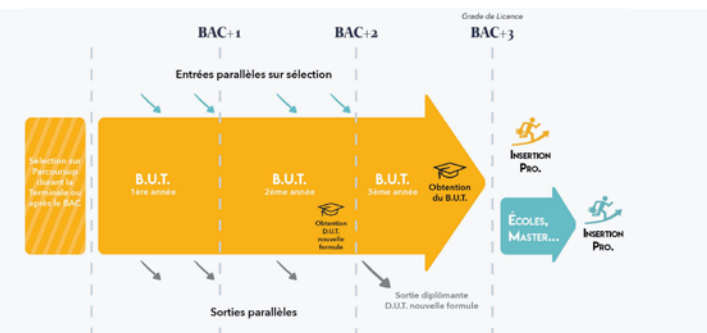 Grade de Licence
BAC+1
BAC+2
BAC+3
Entrées parallèles sur sélection
Sélection sur
Parcoursup
durant la
Terminale ou
après le BAC
B.U.T.
1ère année
B.U.T.
2ème année
B.U.T.
3ème année
Obtention
D.U.T.
nouvelle
formule
Obtention
du B.U.T.
INSERTION
PRO.
ÉCOLES,
MASTER...
INSERTION
PRO.
Sorties parallèles
Sortie diplômante
D.U.T. nouvelle formule